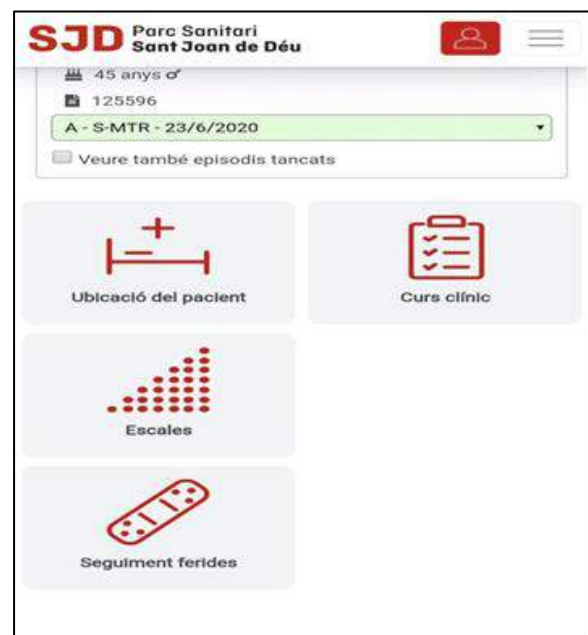 SJD Parc Sanitari
Sant Joan de Déu
45 anys ♂
125596
A - S-MTR - 23/6/2020
Veure també episodis tancats
Ubicació del pacient
Curs clínic
Escales
Seguiment ferides